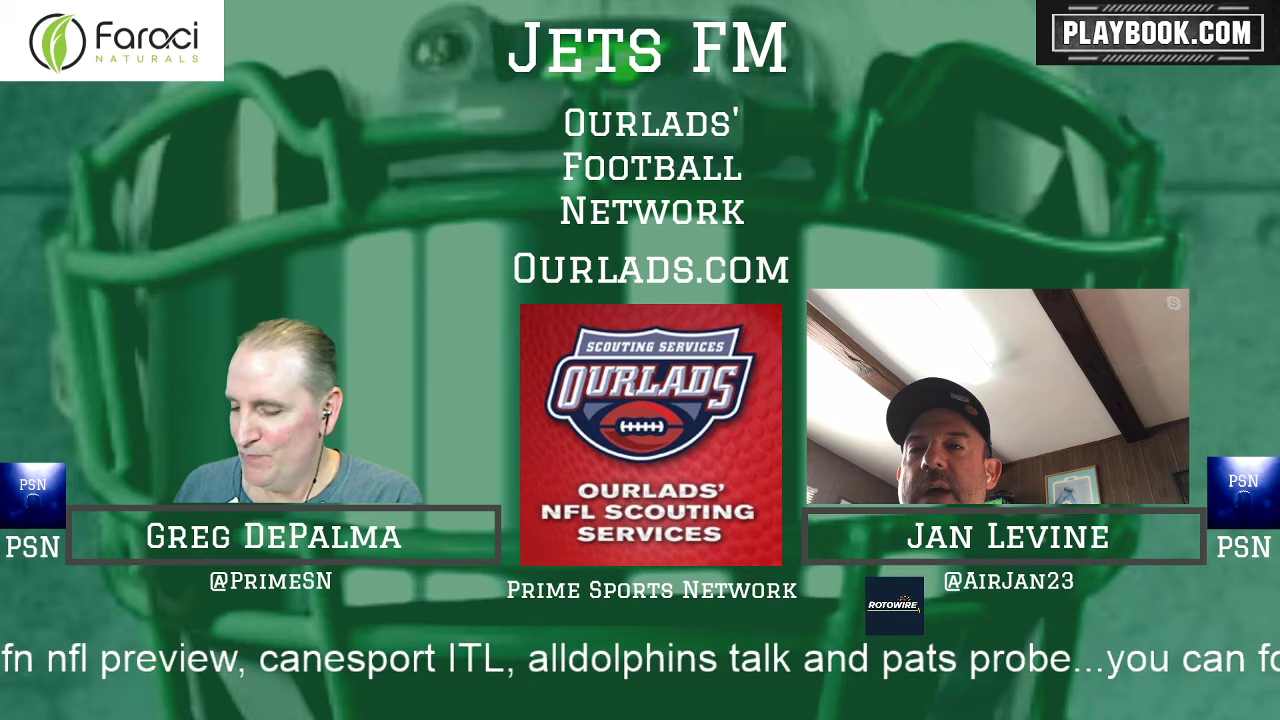 Faraci
NATURALS
Jets FM
PLAYBOOK.COM
Ourlads'
Football
Network
Ourlads.com
SCOUTING SERVICES
OURLADS
OURLADS'
NFL SCOUTING
SERVICES
PSN
PSN
Greg DePalma
@PrimeSN
Prime Sports Network
Jan Levine
@AirJan23
ROTOWIRE
PSN
PSN
fn nfl preview, canesport ITL, alldolphins talk and pats probe...you can fo